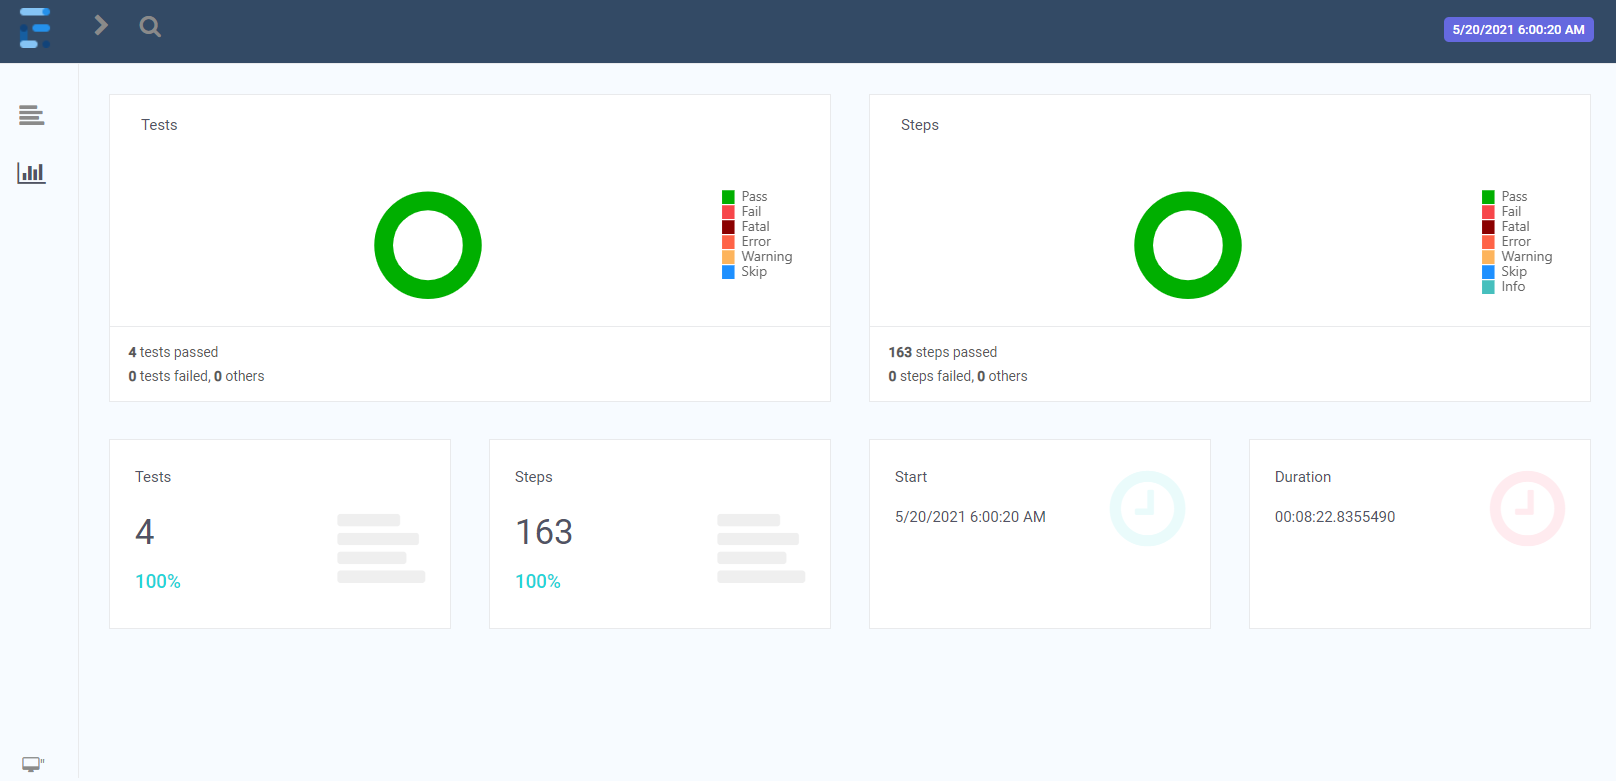 5/20/2021 6:00:20 AM
Tests
Pass
Fail
Fatal
Error
Warning
Skip
4 tests passed
0 tests failed, 0 others
Steps
Pass
Fail
Fatal
Error
Warning
Skip
Info
163 steps passed
0 steps failed, 0 others
Tests
4
100%
Steps
163
100%
Start
5/20/2021 6:00:20 AM
Duration
00:08:22.8355490
"